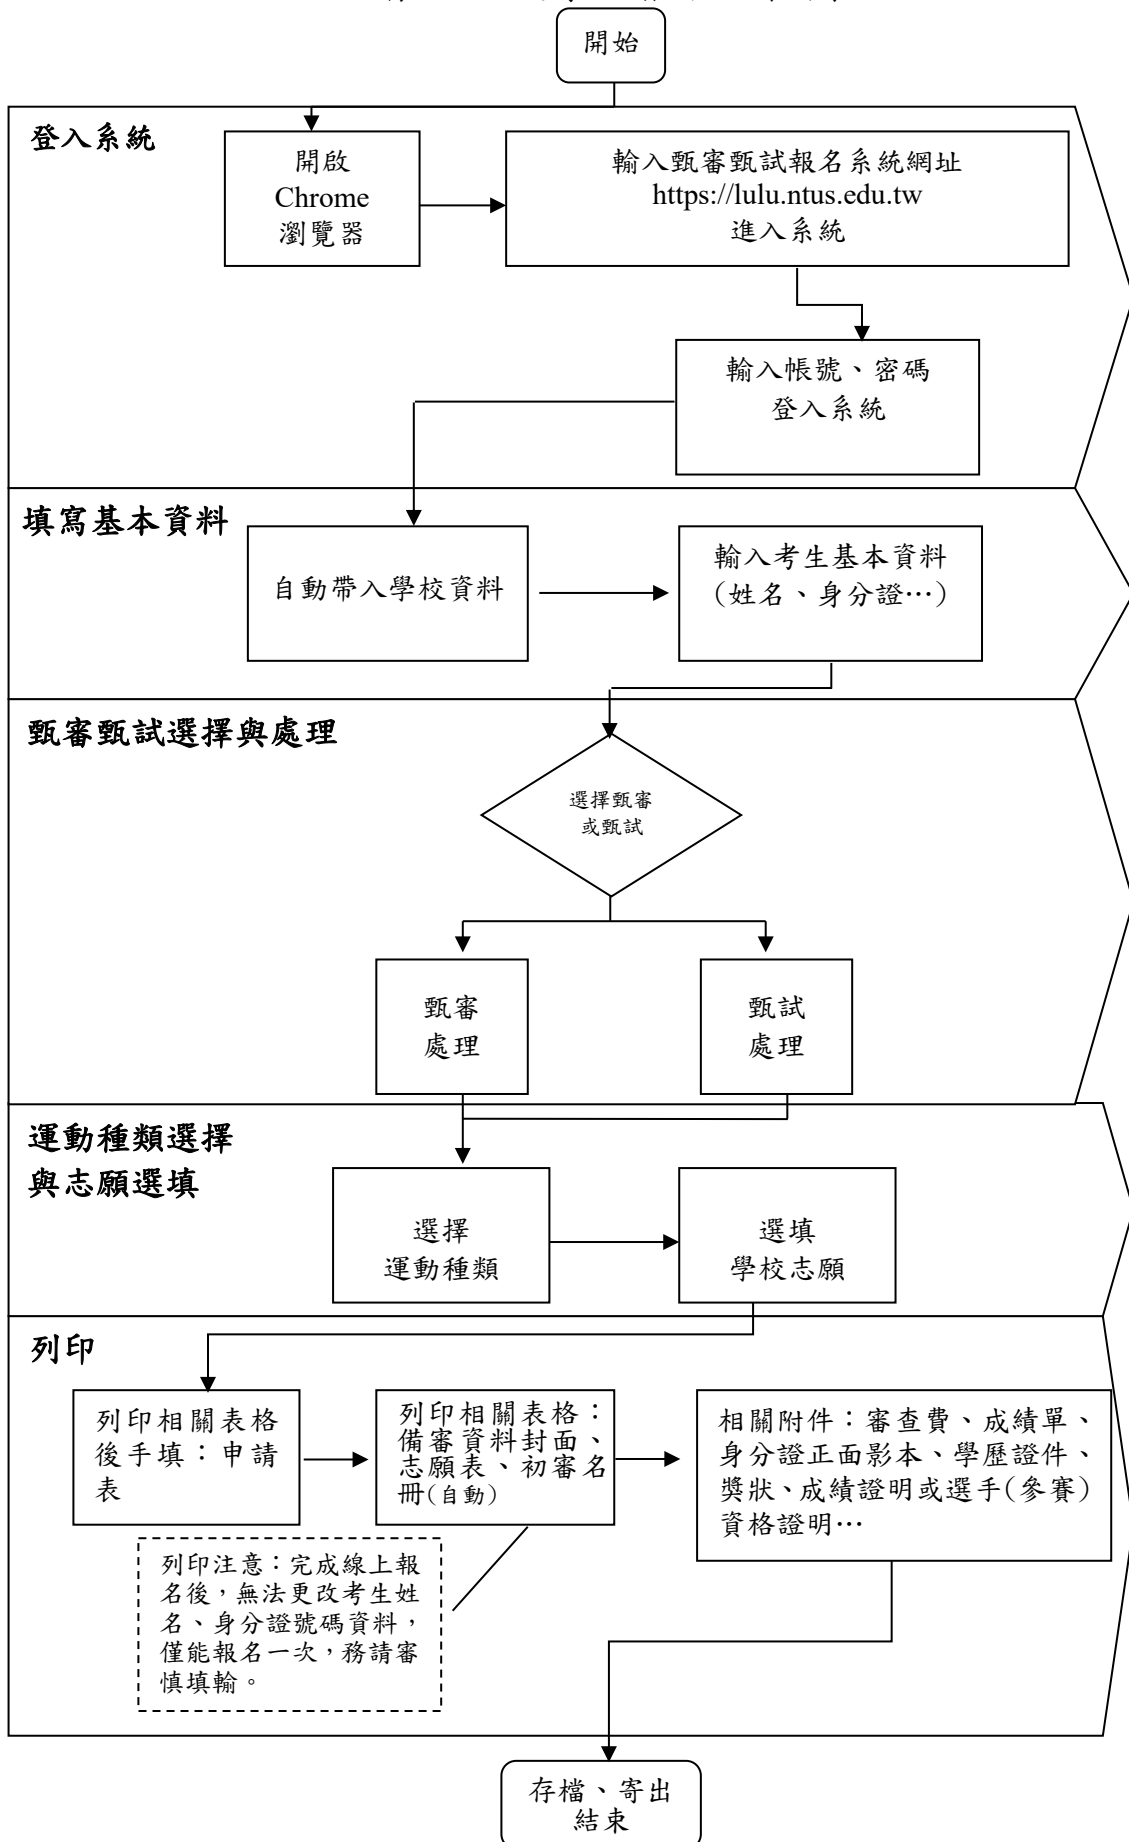 開始
登入系統
開啟
Chrome
瀏覽器
輸入甄審甄試報名系統網址
https://lulu.ntus.edu.tw
進入系統
輸入帳號、密碼
登入系統
填寫基本資料
自動帶入學校資料
輸入考生基本資料
(姓名、身分證…)
甄審甄試選擇與處理
選擇甄審
或甄試
甄審
處理
甄試
處理
運動種類選擇
與志願選填
選擇
運動種類
選填
學校志願
列印
列印相關表格
後手填：申請
表
列印相關表格：
備審資料封面、
志願表、初審名
冊(自動)
相關附件：審查費、成績單、
身分證正面影本、學歷證件、
獎狀、成績證明或選手(參賽)
資格證明…
列印注意：完成線上報
名後，無法更改考生姓
名、身分證號碼資料，
僅能報名一次，務請審
慎填輸。
存檔、寄出
結束